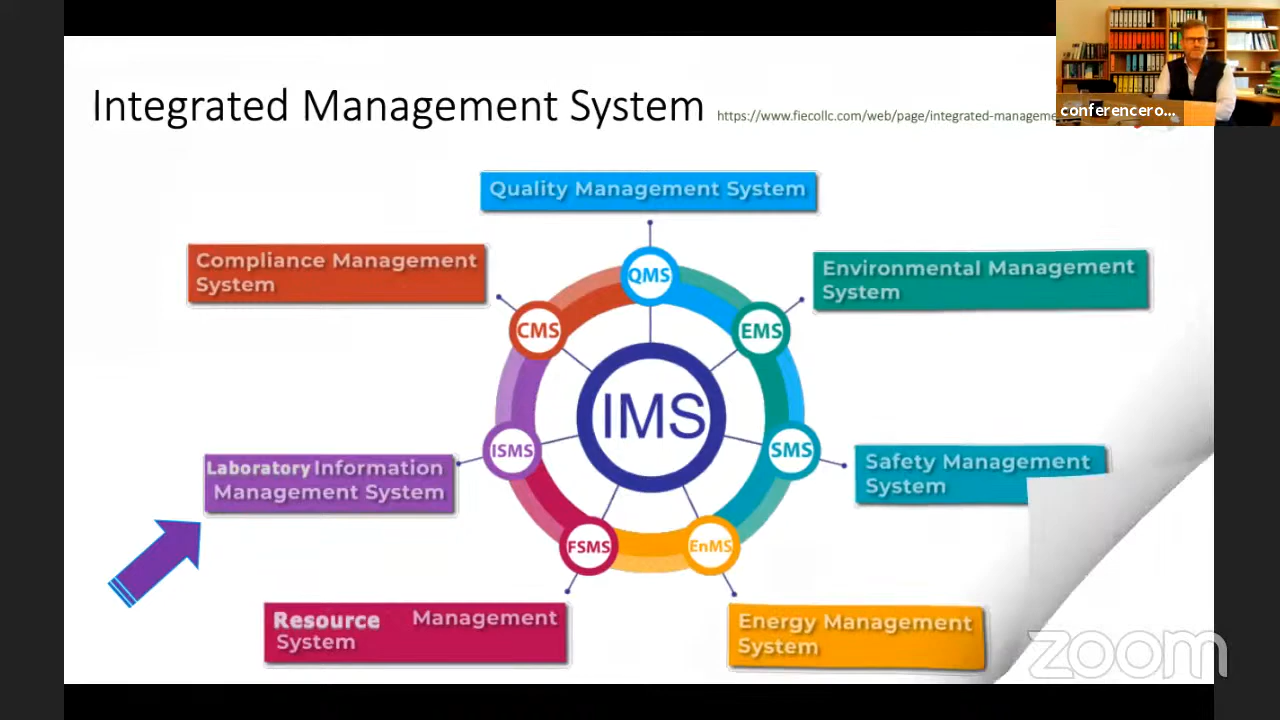 Integrated Management System
https://www.fiecollc.com/web/page/integrated-manageme
conferencero...
Quality Management System
Compliance Management
System
Environmental Management
System
QMS
CMS
EMS
IMS
ISMS
SMS
Laboratory Information
Management System
Safety Management
System
FSMS
EnMS
Resource Management
System
Energy Management
System
zoom